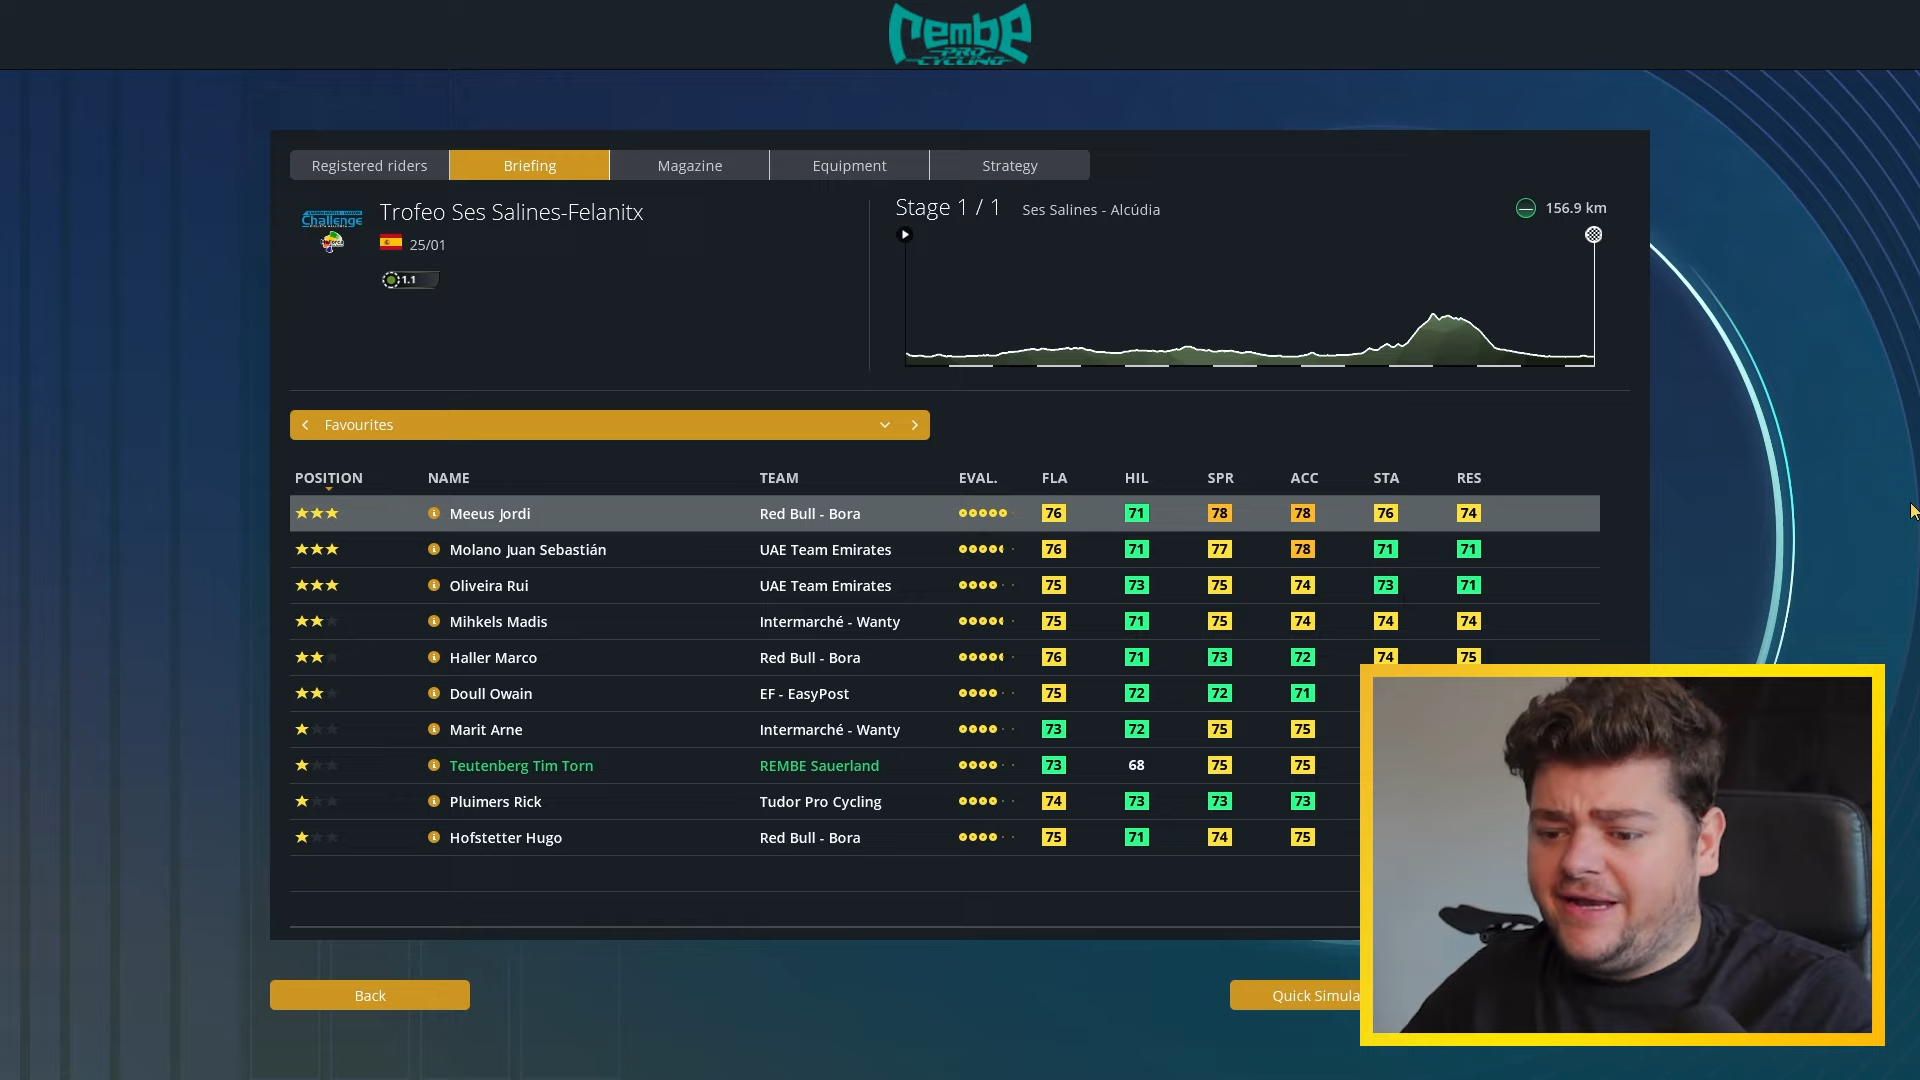 rembe
PRO
CYCLING
Registered riders Briefing Magazine Equipment Strategy
Challenge
Trofeo Ses Salines-Felanitx
25/01
1.1
Stage 1 / 1 Ses Salines - Alcúdia 156.9 km
Favourites
POSITION NAME TEAM EVAL. FLA HIL SPR ACC STA RES
Meeus Jordi Red Bull - Bora 76 71 78 78 76 74
Molano Juan Sebastián UAE Team Emirates 76 71 77 78 71 71
Oliveira Rui UAE Team Emirates 75 73 75 74 73 71
Mihkels Madis Intermarché - Wanty 75 71 75 74 74 74
Haller Marco Red Bull - Bora 76 71 73 72 74 75
Doull Owain EF - EasyPost 75 72 72 71
Marit Arne Intermarché - Wanty 73 72 75 75
Teutenberg Tim Torn REMBE Sauerland 73 68 75 75
Pluimers Rick Tudor Pro Cycling 74 73 73 73
Hofstetter Hugo Red Bull - Bora 75 71 74 75
Back Quick Simula